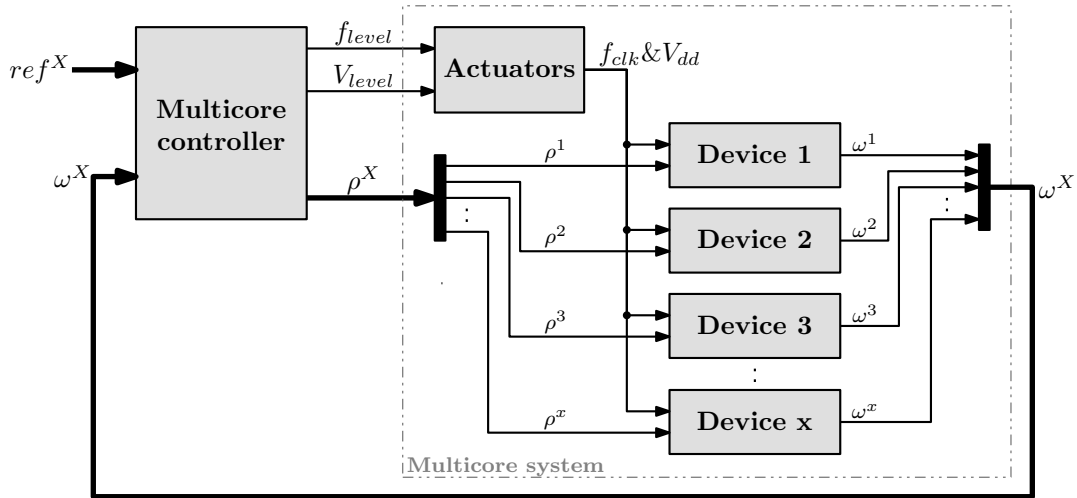 ref^X
ω^X
Multicore
controller
f_level
V_level
ρ^X
Actuators
f_clk&V_dd
ρ^1
ρ^2
ρ^3
ρ^x
⋮
Device 1
Device 2
Device 3
⋮
Device x
ω^1
ω^2
ω^3
⋮
ω^x
ω^X
Multicore system